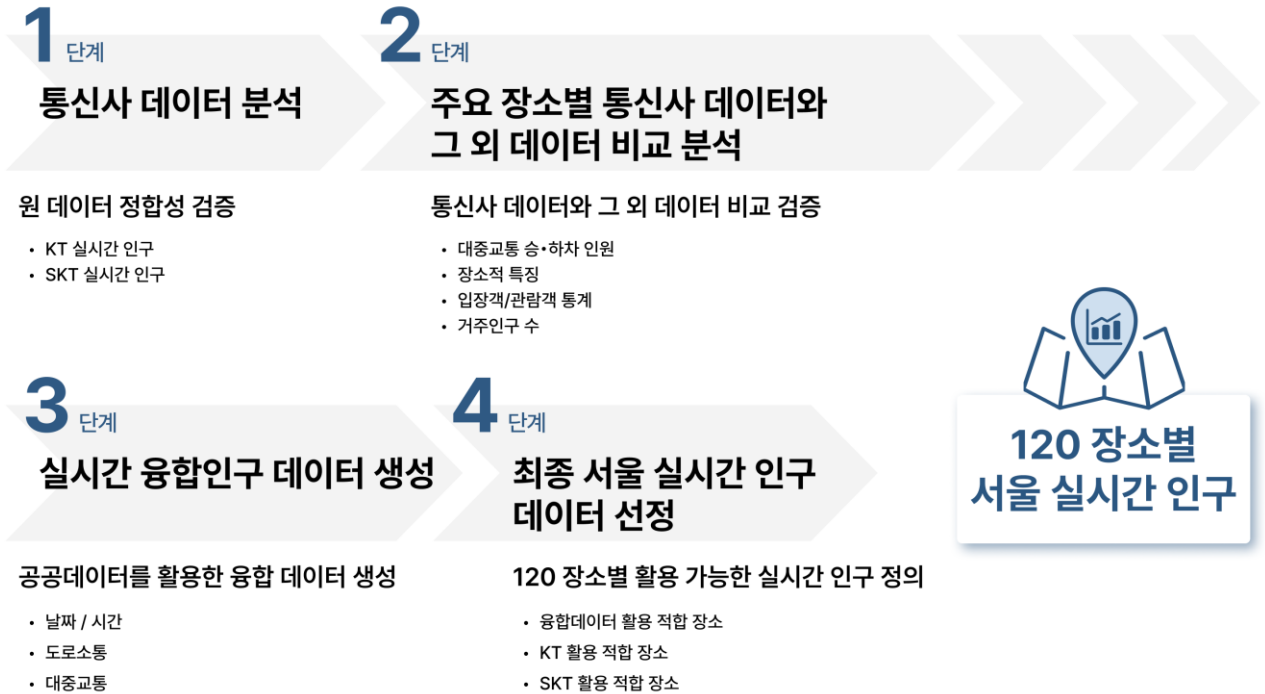 1 단계
통신사 데이터 분석
원 데이터 정합성 검증
• KT 실시간 인구
• SKT 실시간 인구
2 단계
주요 장소별 통신사 데이터와
그 외 데이터 비교 분석
통신사 데이터와 그 외 데이터 비교 검증
• 대중교통 승•하차 인원
• 장소적 특징
• 입장객/관람객 통계
• 거주인구 수
3 단계
실시간 융합인구 데이터 생성
공공데이터를 활용한 융합 데이터 생성
• 날짜 / 시간
• 도로소통
• 대중교통
4 단계
최종 서울 실시간 인구
데이터 선정
120 장소별 활용 가능한 실시간 인구 정의
• 융합데이터 활용 적합 장소
• KT 활용 적합 장소
• SKT 활용 적합 장소
120 장소별
서울 실시간 인구